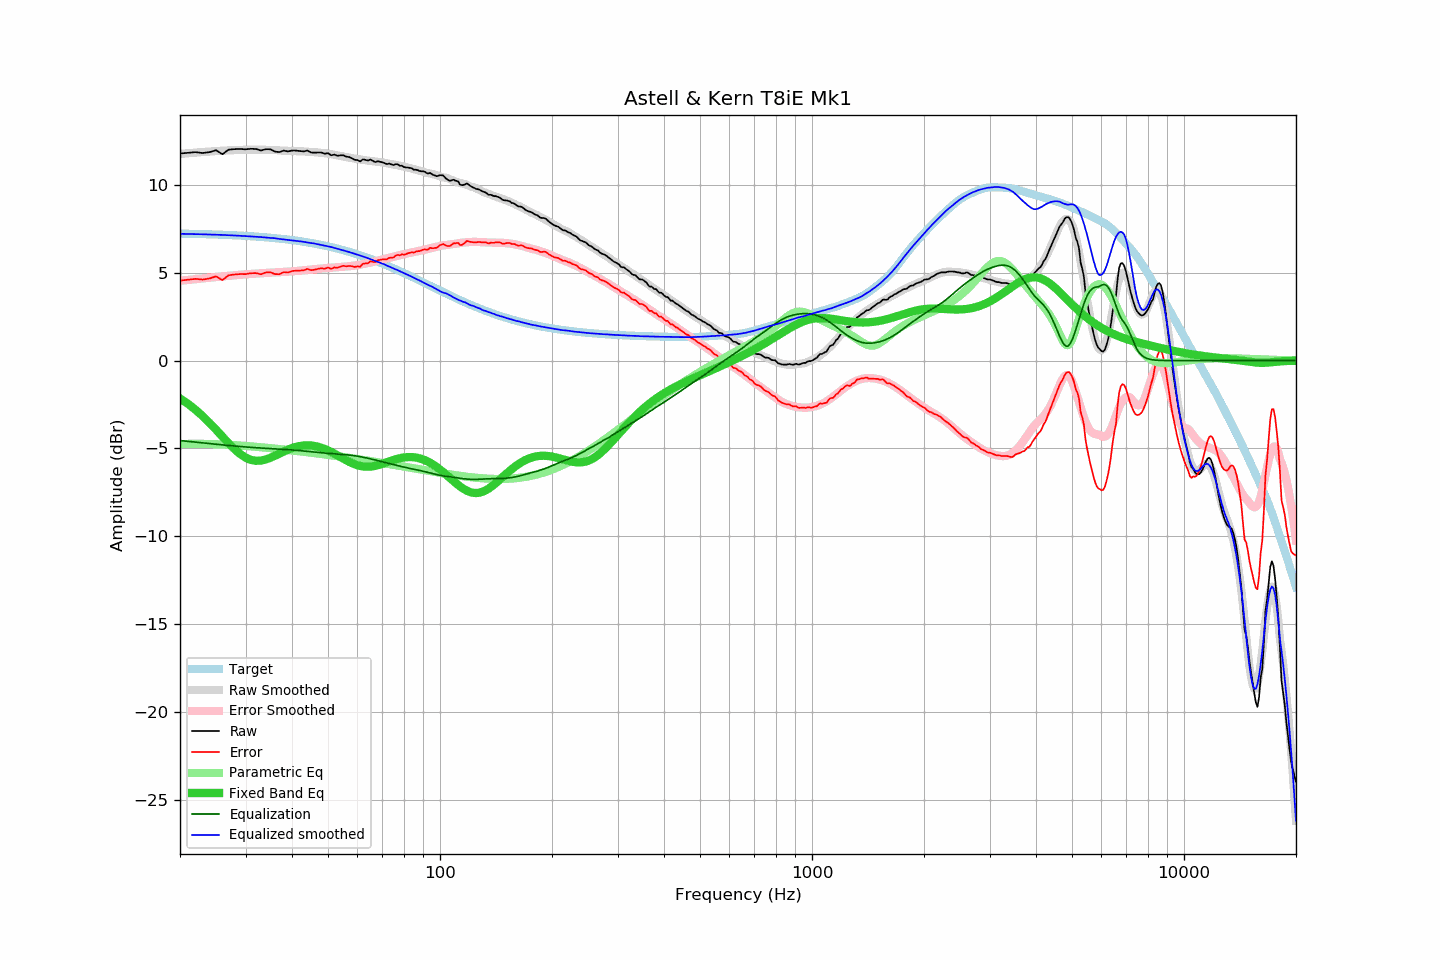 Astell & Kern T8iE Mk1
Amplitude (dBr)
10
5
0
−5
−10
−15
−20
−25
Target
Raw Smoothed
Error Smoothed
Raw
Error
Parametric Eq
Fixed Band Eq
Equalization
Equalized smoothed
100
1000
10000
Frequency (Hz)